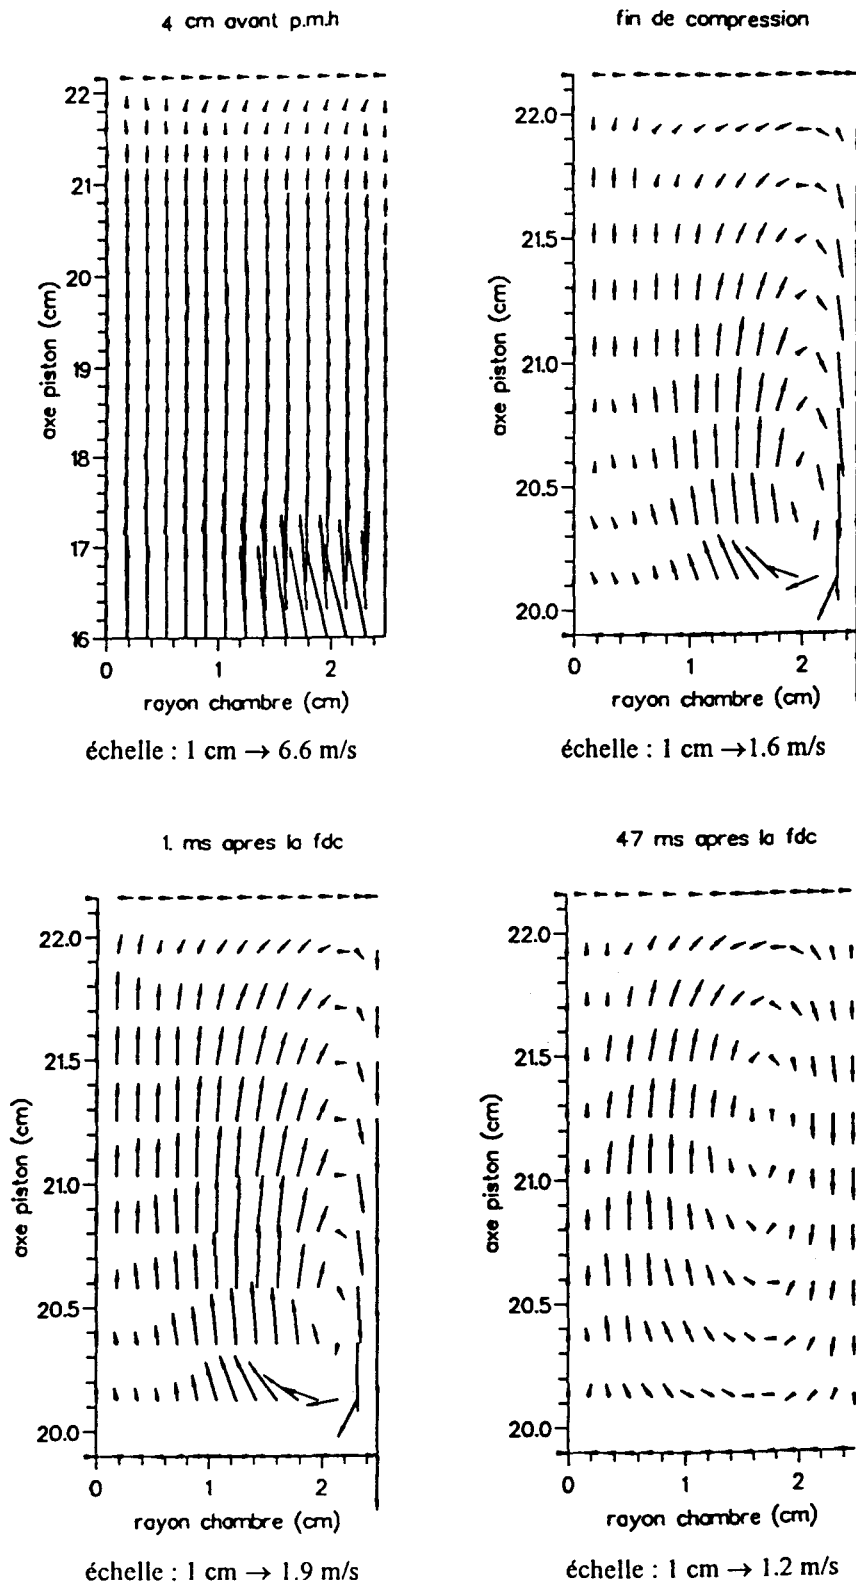 4 cm avant p.m.h
22
21
20
19
18
17
16
axe piston (cm)
0 1 2
rayon chambre (cm)
échelle : 1 cm → 6.6 m/s
fin de compression
22.0
21.5
21.0
20.5
20.0
axe piston (cm)
0 1 2
rayon chambre (cm)
échelle : 1 cm →1.6 m/s
1. ms apres la fdc
22.0
21.5
21.0
20.5
20.0
axe piston (cm)
0 1 2
rayon chambre (cm)
échelle : 1 cm → 1.9 m/s
47 ms apres la fdc
22.0
21.5
21.0
20.5
20.0
axe piston (cm)
0 1 2
rayon chambre (cm)
échelle : 1 cm → 1.2 m/s